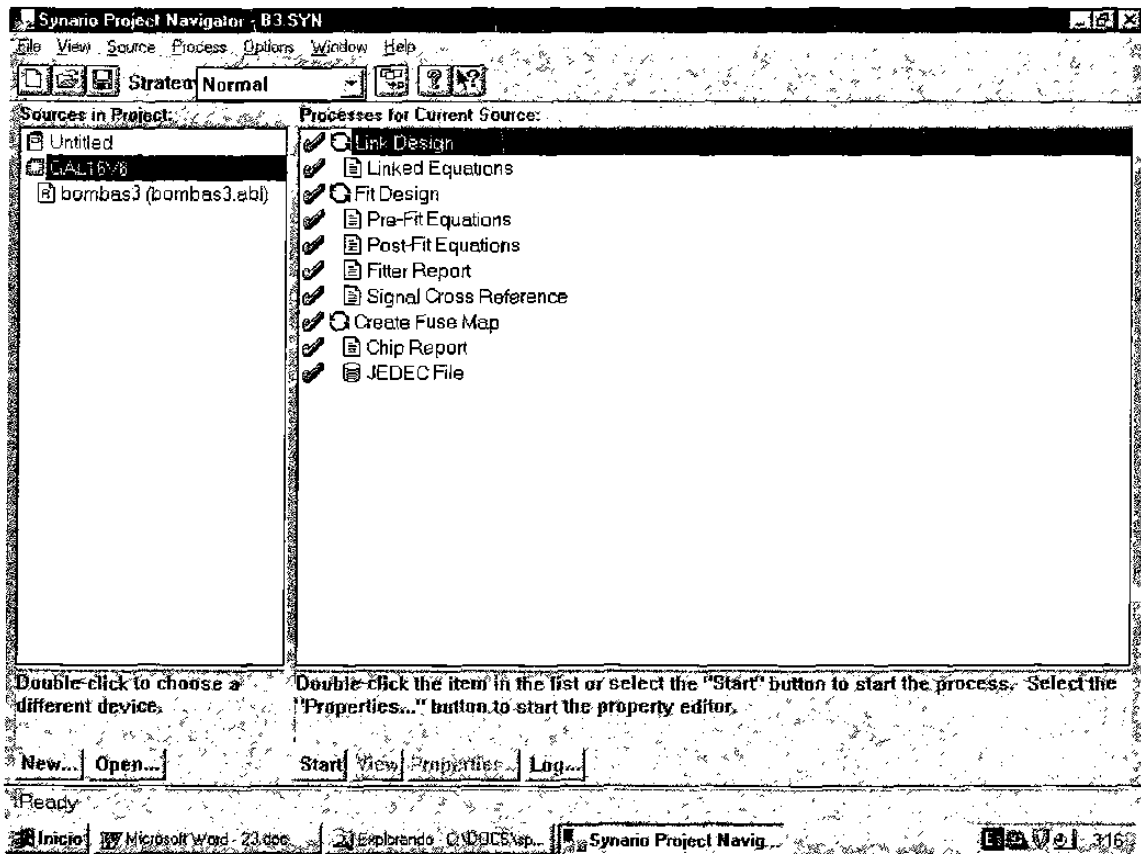 Synario Project Navigator - B3.SYN
File View Source Process Options Window Help
Strategy Normal
Sources in Project:
Untitled
GAL16V8
bombas3 (bombas3.abl)
Processes for Current Source:
Link Design
Linked Equations
Fit Design
Pre-Fit Equations
Post-Fit Equations
Fitter Report
Signal Cross Reference
Create Fuse Map
Chip Report
JEDEC File
Double-click to choose a
different device.
Double click the item in the list or select the "Start" button to start the process. Select the
"Properties..." button to start the property editor.
New... Open...
Start View Properties... Log...
Ready
Inicio Microsoft Word - 23.doc Explorando - C:\DOCS\sp... Synario Project Navig...